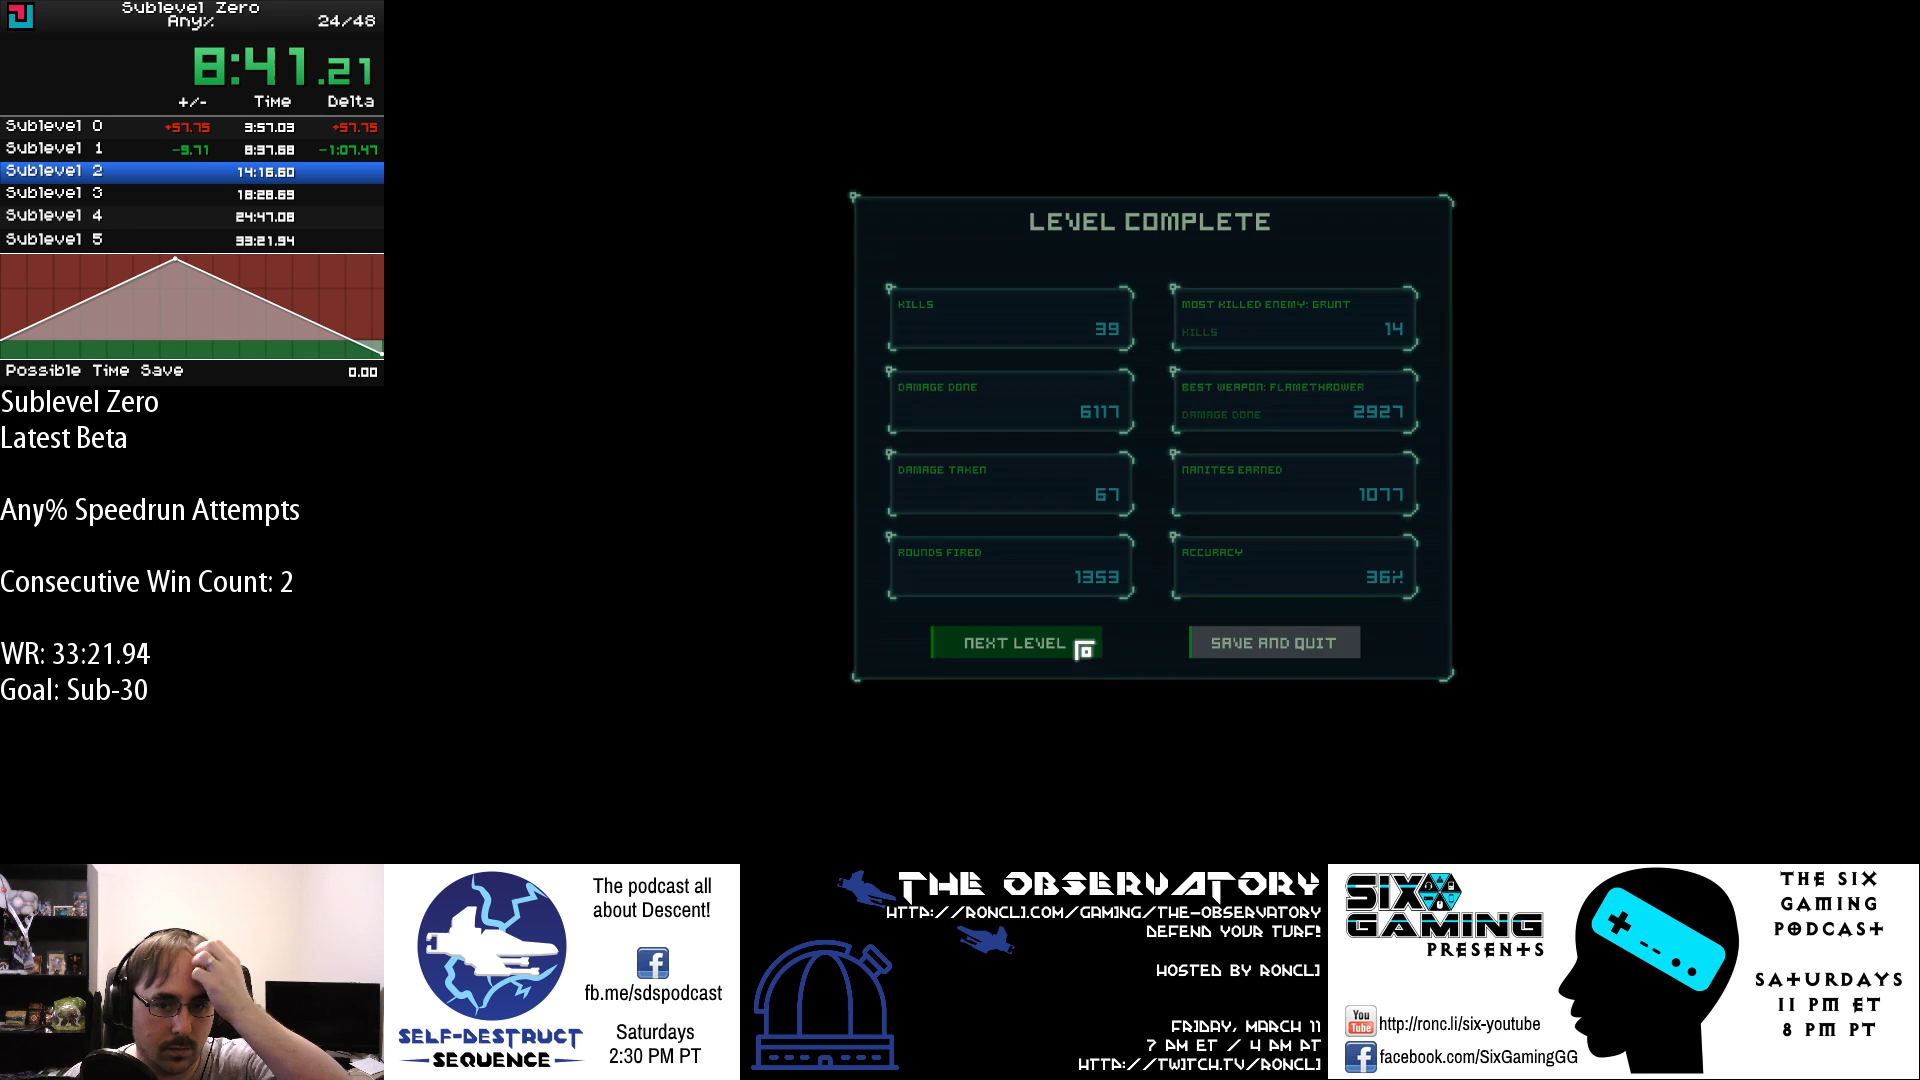 Sublevel Zero
Any%
24/48
8:41.21
+/- Time Delta
Sublevel 0 +57.75 3:57.03 +57.75
Sublevel 1 -9.71 8:37.68 -1:07.47
Sublevel 2 14:16.60
Sublevel 3 18:28.69
Sublevel 4 24:47.08
Sublevel 5 33:21.94
Possible Time Save 0.00
Sublevel Zero
Latest Beta
Any% Speedrun Attempts
Consecutive Win Count: 2
WR: 33:21.94
Goal: Sub-30
LEVEL COMPLETE
KILLS
39
MOST KILLED ENEMY: GRUNT
KILLS
14
DAMAGE DONE
6117
BEST WEAPON: FLAMETHROWER
DAMAGE DONE
2927
DAMAGE TAKEN
67
NANITES EARNED
1077
ROUNDS FIRED
1353
ACCURACY
36%
NEXT LEVEL
SAVE AND QUIT
SELF-DESTRUCT
SEQUENCE
The podcast all
about Descent!
fb.me/sdspodcast
Saturdays
2:30 PM PT
THE OBSERVATORY
HTTP://RONCLI.COM/GAMING/THE-OBSERVATORY
DEFEND YOUR TURF!
HOSTED BY RONCLI
FRIDAY, MARCH 11
7 PM ET / 4 PM PT
HTTP://TWITCH.TV/RONCLI
SIX
GAMING
PRESENTS
You
Tube
http://ronc.li/six-youtube
facebook.com/SixGamingGG
THE SIX
GAMING
PODCAST
SATURDAYS
11 PM ET
8 PM PT